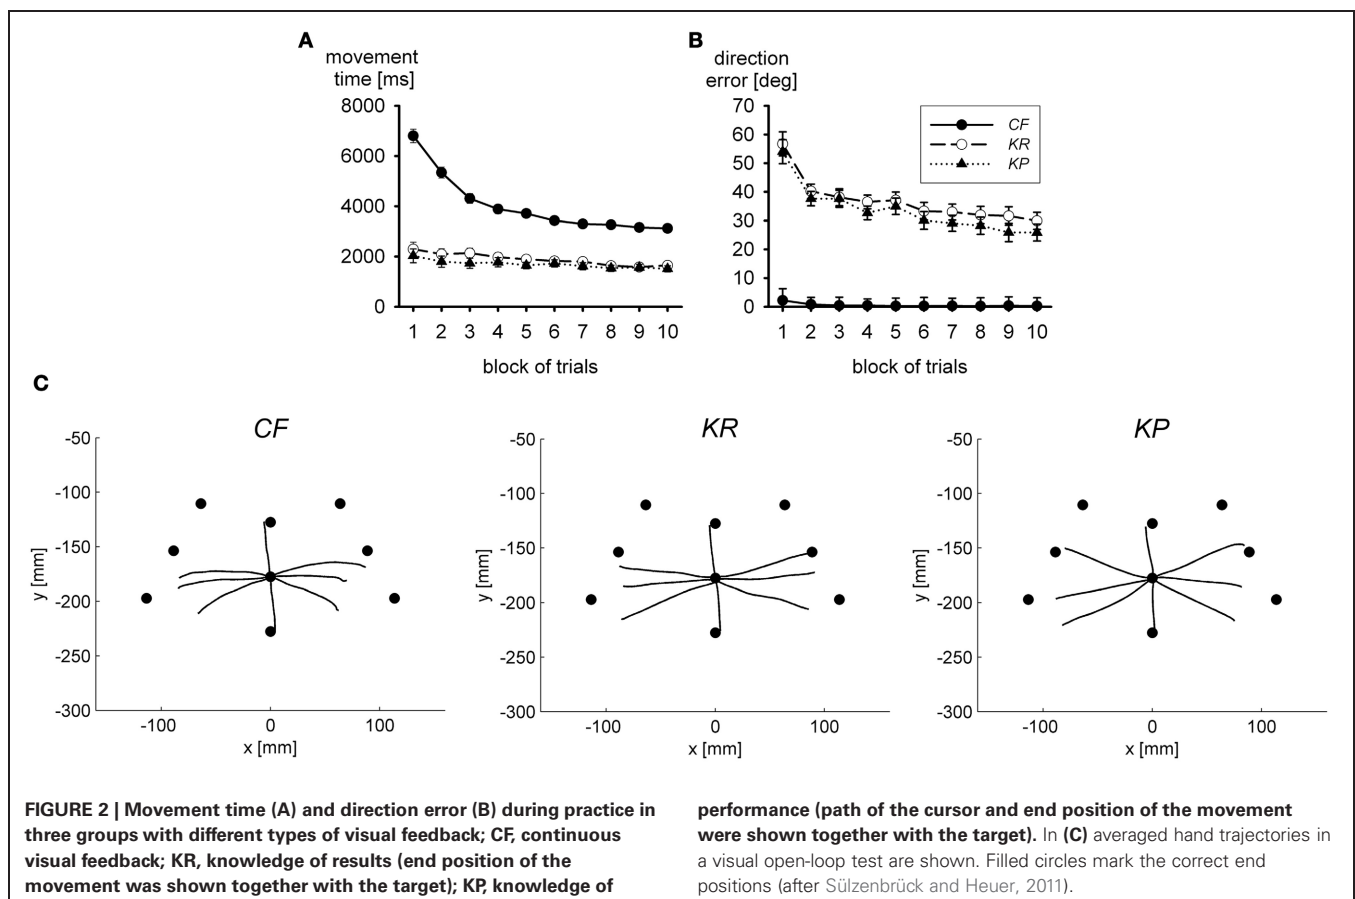 A
movement
time [ms]
8000
6000
4000
2000
0
1 2 3 4 5 6 7 8 9 10
block of trials
B
direction
error [deg]
70
60
50
40
30
20
10
0
1 2 3 4 5 6 7 8 9 10
block of trials
CF
KR
KP
C
CF
-50
-100
-150
-200
-250
-300
y [mm]
-100 0 100
x [mm]
KR
-50
-100
-150
-200
-250
-300
y [mm]
-100 0 100
x [mm]
KP
-50
-100
-150
-200
-250
-300
y [mm]
-100 0 100
x [mm]
FIGURE 2 | Movement time (A) and direction error (B) during practice in
three groups with different types of visual feedback; CF, continuous
visual feedback; KR, knowledge of results (end position of the
movement was shown together with the target); KP, knowledge of
performance (path of the cursor and end position of the movement
were shown together with the target). In (C) averaged hand trajectories in
a visual open-loop test are shown. Filled circles mark the correct end
positions (after Sülzenbrück and Heuer, 2011).